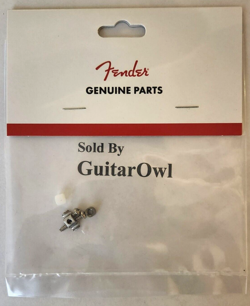 Fender
GENUINE PARTS
Sold By
GuitarOwl